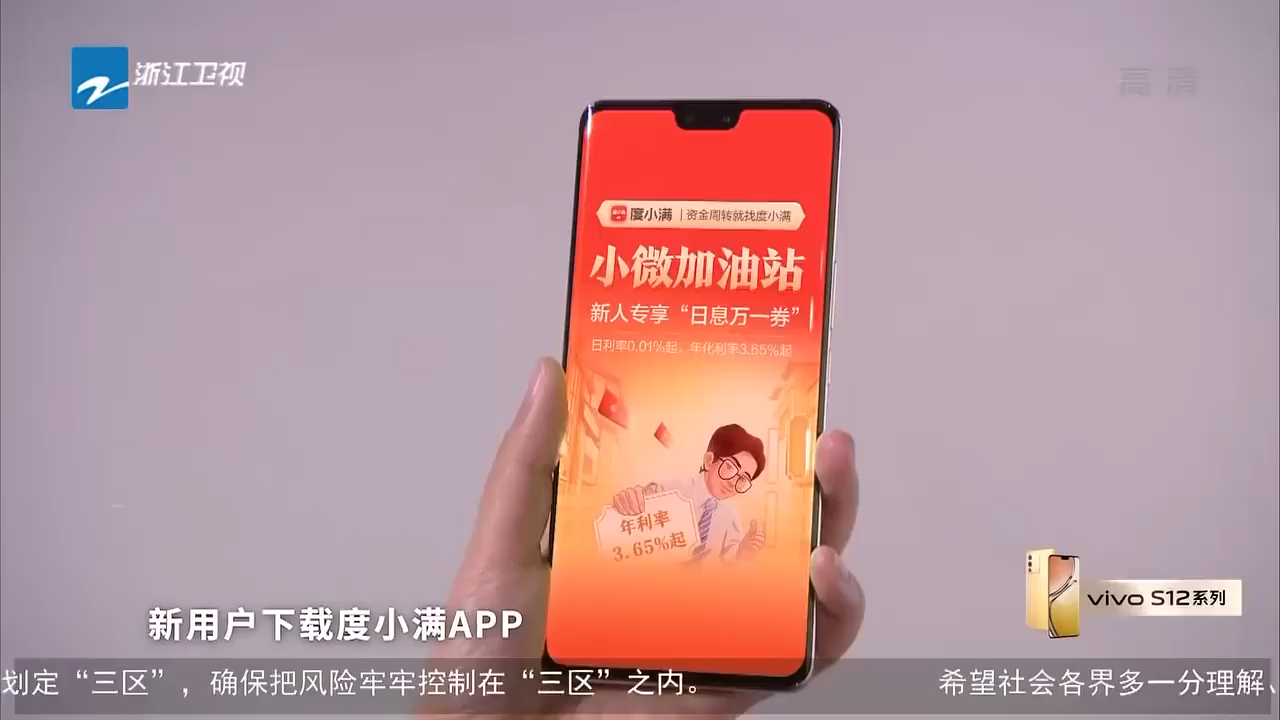 浙江卫视
高清
度小满 | 资金周转就找度小满
小微加油站
新人专享“日息万一券”
日利率0.01%起、年化利率3.65%起
年利率
3.65%起
vivo S12系列
新用户下载度小满APP
划定“三区”，确保把风险牢牢控制在“三区”之内。 希望社会各界多一分理解、